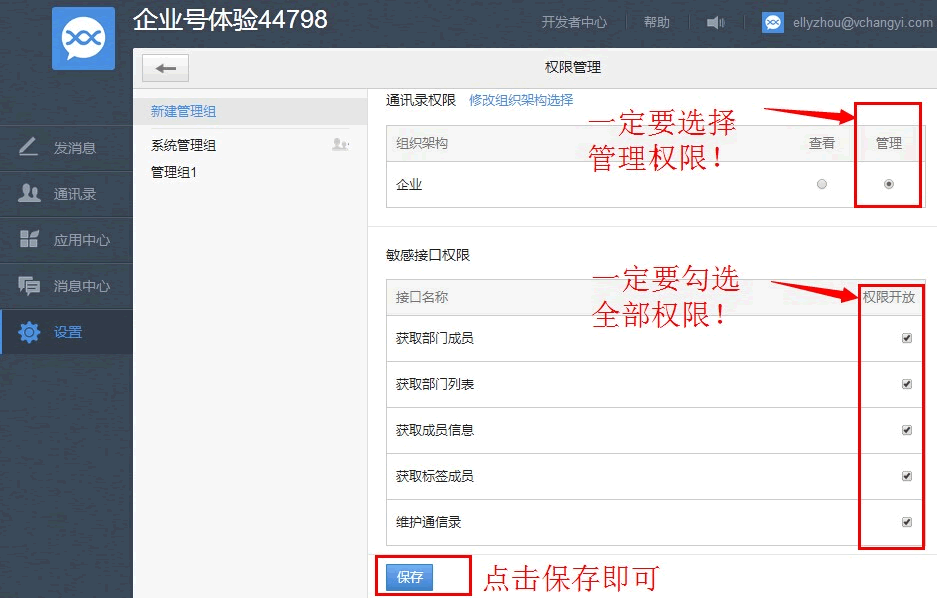 企业号体验44798
开发者中心
帮助
ellyzhou@vchangyi.com
权限管理
发消息
通讯录
应用中心
消息中心
设置
新建管理组
系统管理组
管理组1
通讯录权限 修改组织架构选择
一定要选择
管理权限！
组织架构 查看 管理
企业
敏感接口权限
一定要勾选
全部权限！
接口名称 权限开放
获取部门成员
获取部门列表
获取成员信息
获取标签成员
维护通信录
保存 点击保存即可